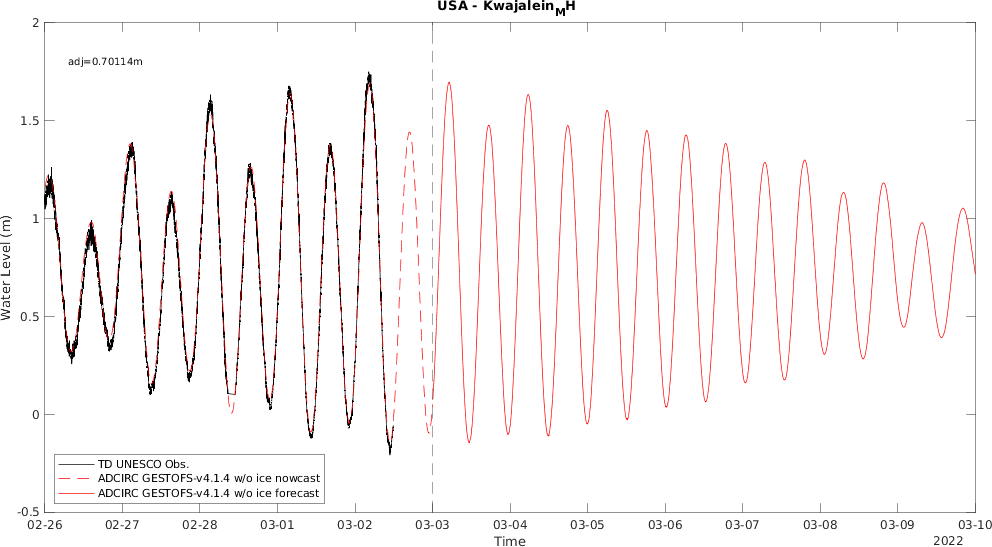 USA - KwajaleinMH
2
adj=0.70114m
1.5
1
0.5
0
-0.5
Water Level (m)
TD UNESCO Obs.
ADCIRC GESTOFS-v4.1.4 w/o ice nowcast
ADCIRC GESTOFS-v4.1.4 w/o ice forecast
02-26 02-27 02-28 03-01 03-02 03-03 03-04 03-05 03-06 03-07 03-08 03-09 03-10
Time
2022